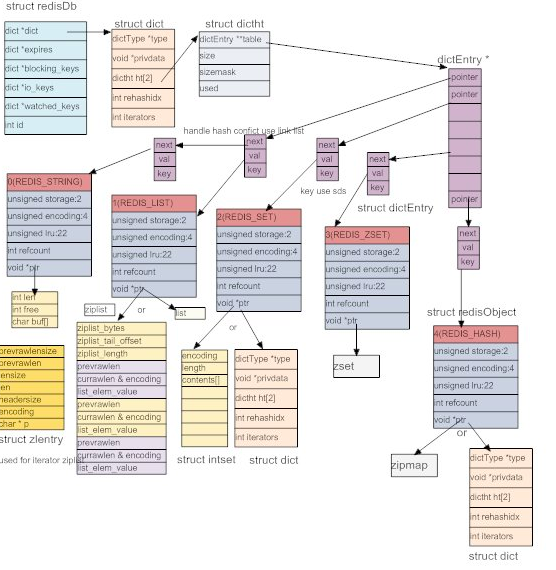 struct redisDb
dict *dict
dict *expires
dict *blocking_keys
dict *io_keys
dict *watched_keys
int id
struct dict
dictType *type
void *privdata
dictht ht[2]
int rehashidx
int iterators
struct dictht
dictEntry **table
size
sizemask
used
dictEntry *
pointer
pointer
pointer
handle hash confict use link list
next
val
key
next
val
key
next
val
key
key use sds
next
val
key
struct dictEntry
next
val
key
0(REDIS_STRING)
unsigned storage:2
unsigned encoding:4
unsigned lru:22
int refcount
void *ptr
1(REDIS_LIST)
unsigned storage:2
unsigned encoding:4
unsigned lru:22
int refcount
void *ptr
2(REDIS_SET)
unsigned storage:2
unsigned encoding:4
unsigned lru:22
int refcount
void *ptr
3(REDIS_ZSET)
unsigned storage:2
unsigned encoding:4
unsigned lru:22
int refcount
void *ptr
struct redisObject
4(REDIS_HASH)
unsigned storage:2
unsigned encoding:4
unsigned lru:22
int refcount
void *ptr
int len
int free
char buf[]
ziplist
or
list
ziplist_bytes
ziplist_tail_offset
ziplist_length
prevrawlen
currawlen & encoding
list_elem_value
prevrawlen
currawlen & encoding
list_elem_value
prevrawlen
currawlen & encoding
list_elem_value
prevrawlensize
prevrawlen
lensize
len
headersize
encoding
char * p
struct zlentry
used for iterator ziplist
or
encoding
length
contents[]
struct intset
dictType *type
void *privdata
dictht ht[2]
int rehashidx
int iterators
struct dict
zset
or
zipmap
dictType *type
void *privdata
dictht ht[2]
int rehashidx
int iterators
struct dict